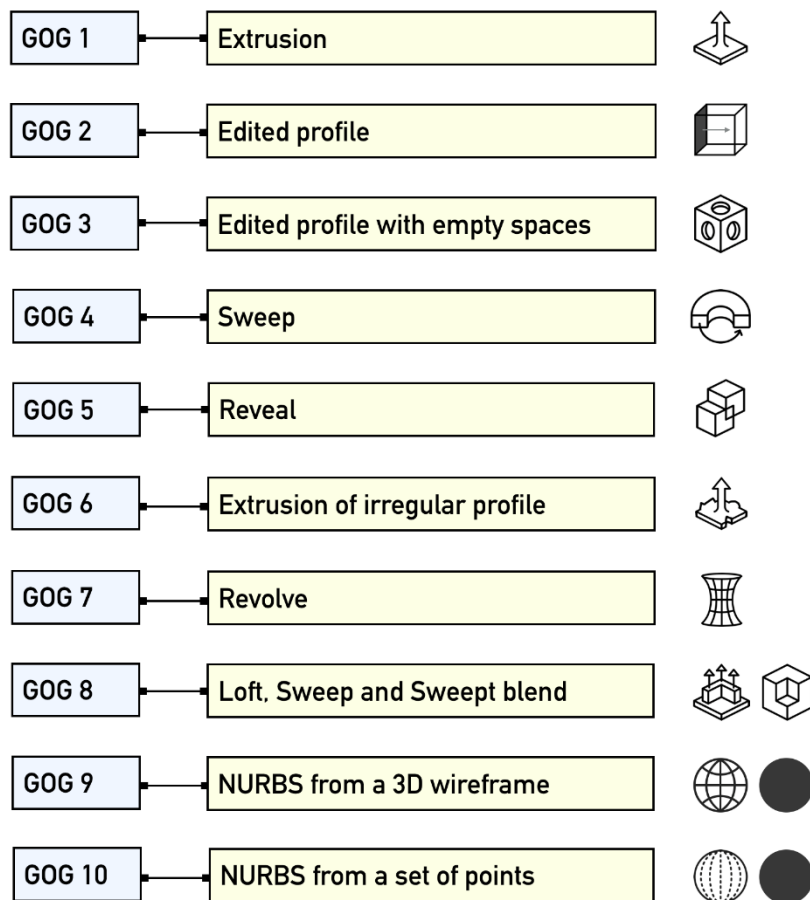 GOG 1 Extrusion
GOG 2 Edited profile
GOG 3 Edited profile with empty spaces
GOG 4 Sweep
GOG 5 Reveal
GOG 6 Extrusion of irregular profile
GOG 7 Revolve
GOG 8 Loft, Sweep and Sweept blend
GOG 9 NURBS from a 3D wireframe
GOG 10 NURBS from a set of points